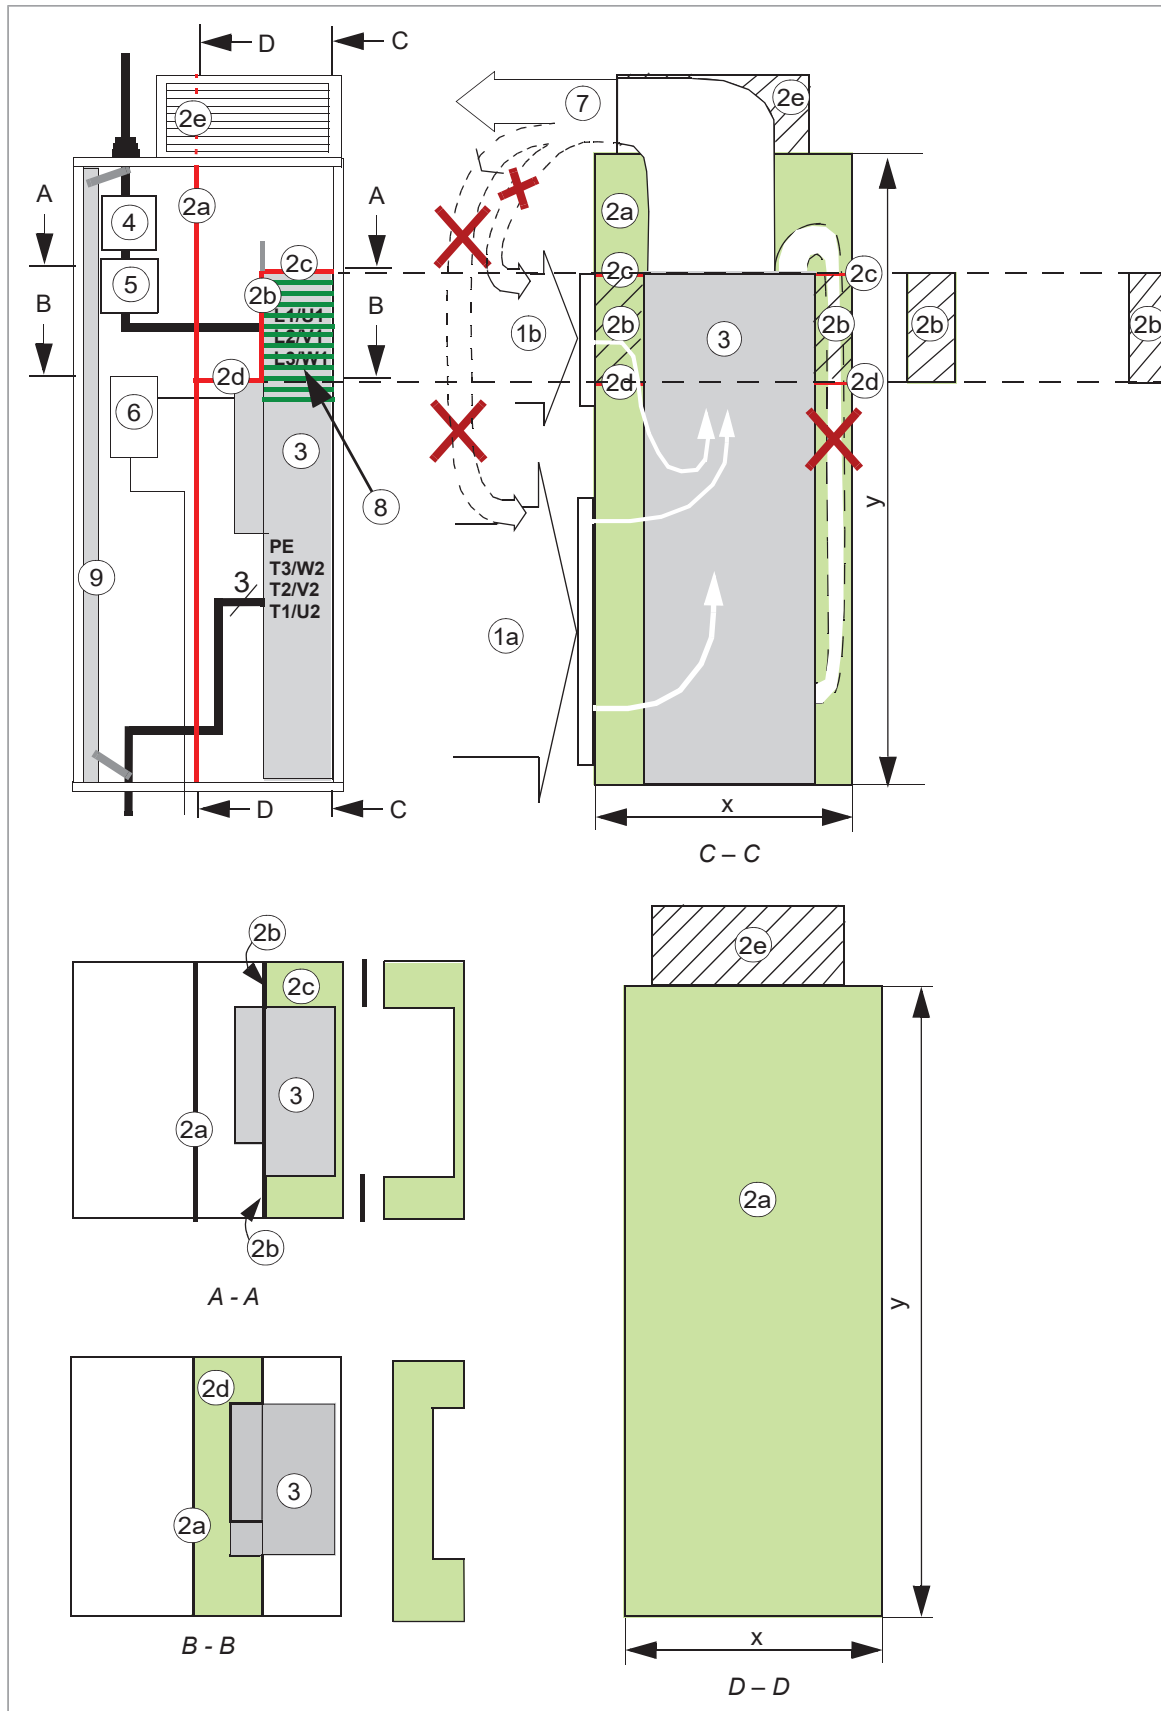 D
C
2e
7
2e
A
4
2a
A
2a
2c
2c
2c
B
5
2b
L1/U1
B
1b
2b
3
2b
2b
2b
L2/V1
L3/W1
2d
2d
2d
6
3
8
y
PE
T3/W2
9
3
T2/V2
T1/U2
1a
x
D
C
C – C
2b
2e
2c
3
2a
2a
2b
A - A
y
2d
3
2a
x
B - B
D – D